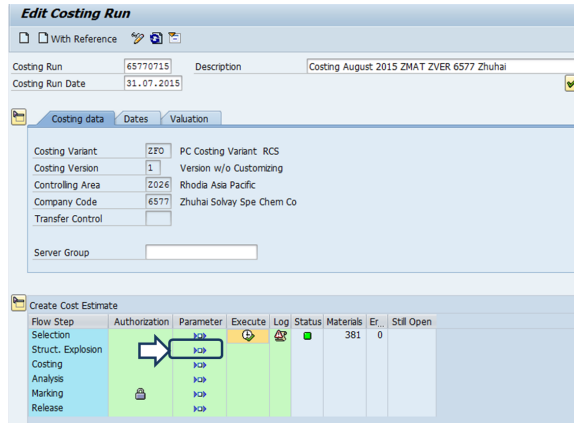 Edit Costing Run
With Reference
Costing Run 65770715 Description Costing August 2015 ZMAT ZVER 6577 Zhuhai
Costing Run Date 31.07.2015
Costing data Dates Valuation
Costing Variant ZFO PC Costing Variant RCS
Costing Version 1 Version w/o Customizing
Controlling Area Z026 Rhodia Asia Pacific
Company Code 6577 Zhuhai Solvay Spe Chem Co
Transfer Control
Server Group
Create Cost Estimate
Flow Step Authorization Parameter Execute Log Status Materials Er... Still Open
Selection 381 0
Struct. Explosion
Costing
Analysis
Marking
Release